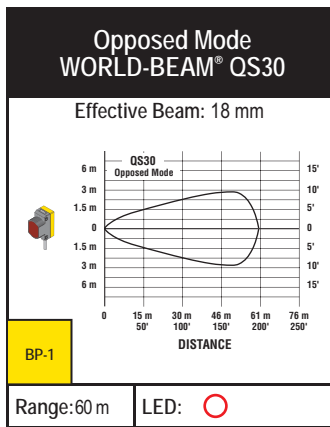 Opposed Mode
WORLD-BEAM® QS30
Effective Beam: 18 mm
QS30
Opposed Mode
6 m 15'
3 m 10'
1.5 m 5'
0 0
1.5 m 5'
3 m 10'
6 m 15'
0 15 m 30 m 46 m 61 m 76 m
50' 100' 150' 200' 250'
DISTANCE
BP-1
Range: 60 m LED: